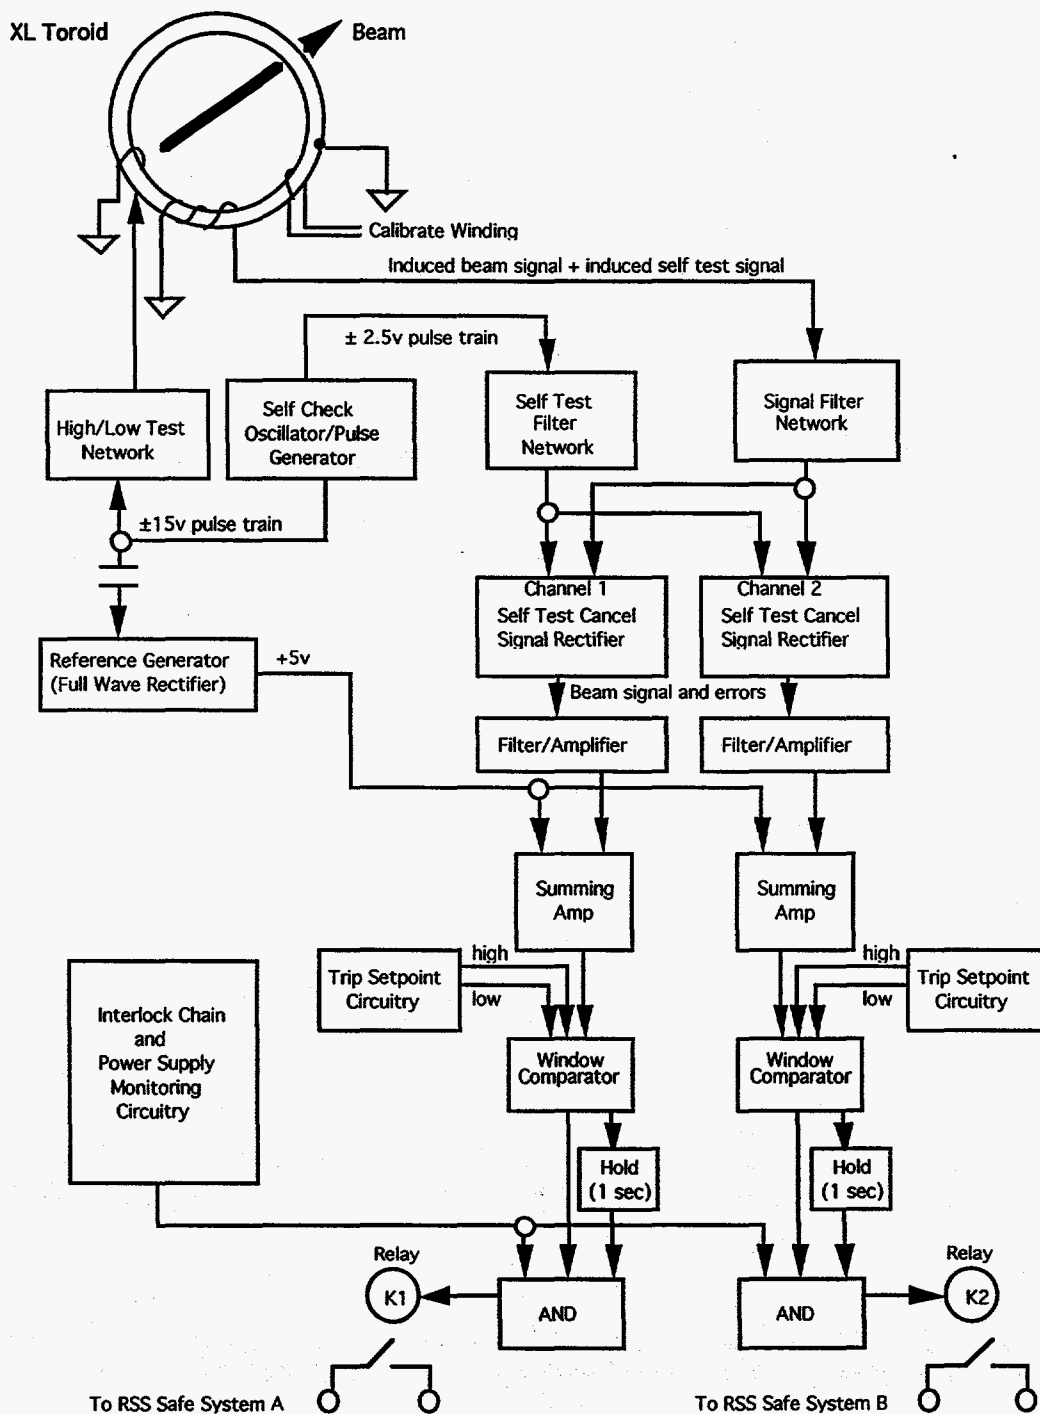 XL Toroid
Beam
Calibrate Winding
Induced beam signal + induced self test signal
± 2.5v pulse train
High/Low Test
Network
Self Check
Oscillator/Pulse
Generator
Self Test
Filter
Network
Signal Filter
Network
±15v pulse train
Channel 1
Self Test Cancel
Signal Rectifier
Channel 2
Self Test Cancel
Signal Rectifier
Reference Generator
(Full Wave Rectifier)
+5v
Beam signal and errors
Filter/Amplifier
Filter/Amplifier
Summing
Amp
Summing
Amp
Trip Setpoint
Circuitry
high
low
high
low
Trip Setpoint
Circuitry
Interlock Chain
and
Power Supply
Monitoring
Circuitry
Window
Comparator
Window
Comparator
Hold
(1 sec)
Hold
(1 sec)
Relay
K1
AND
AND
Relay
K2
To RSS Safe System A
To RSS Safe System B